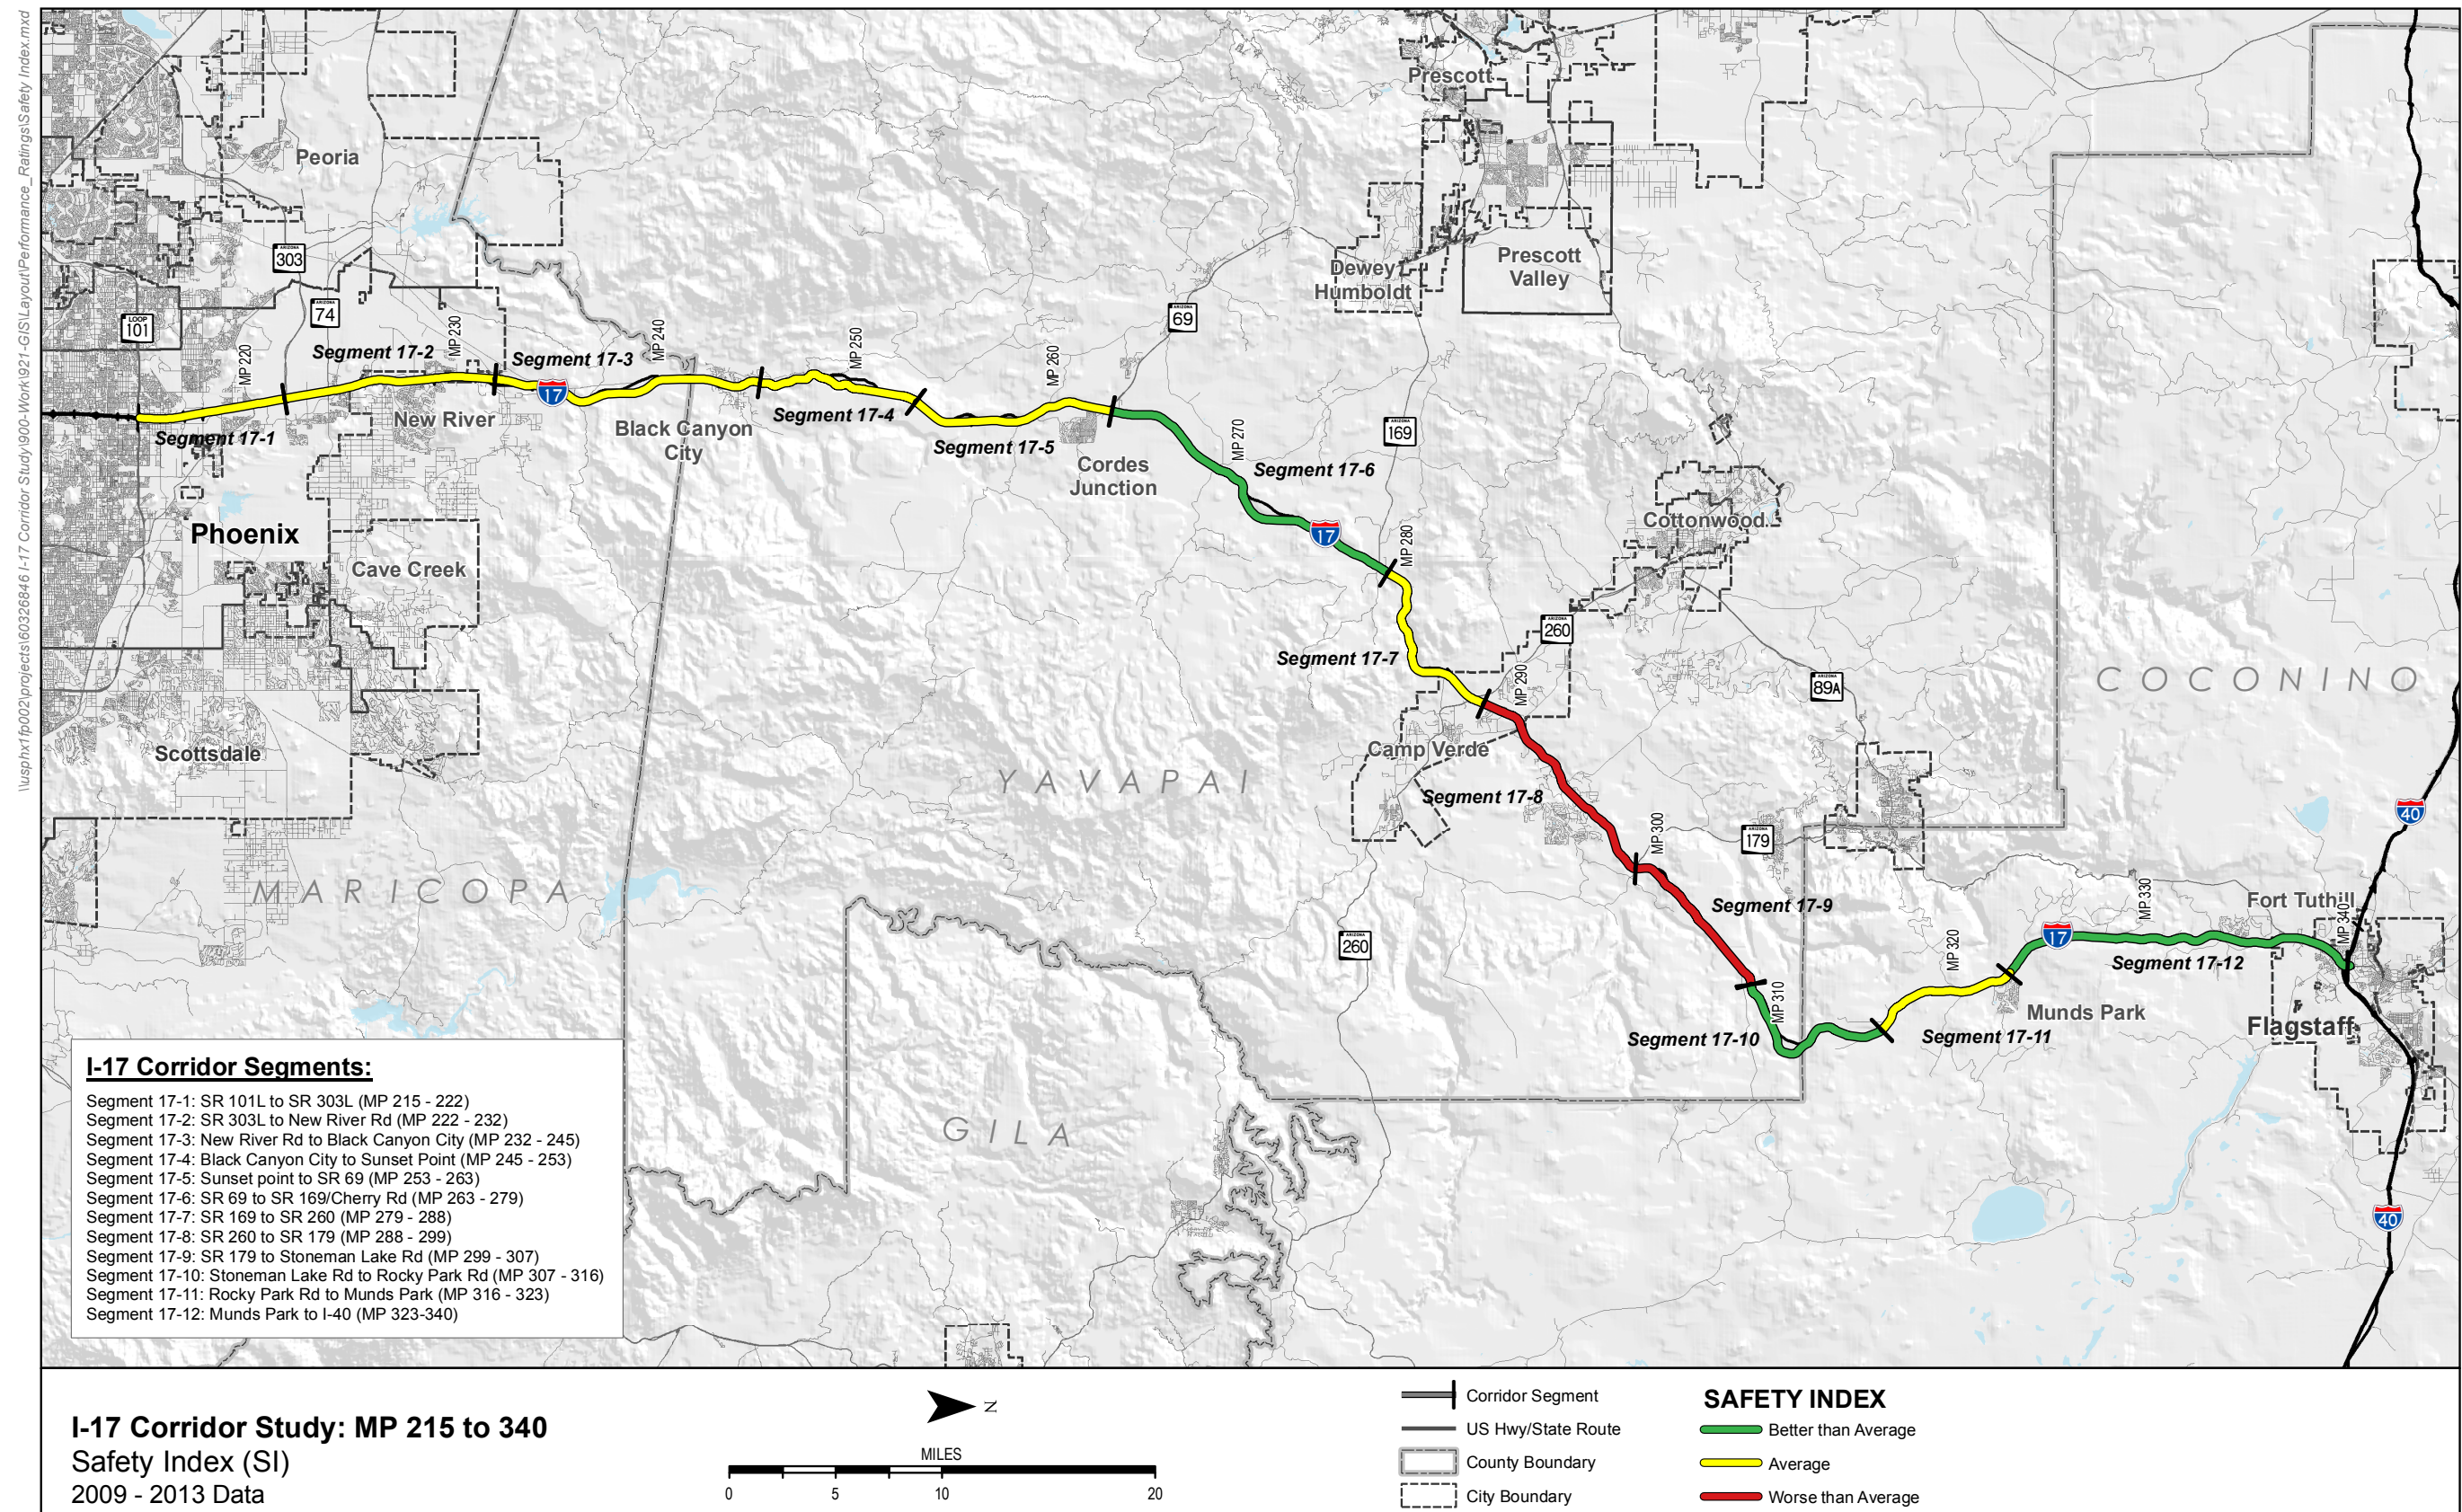 \\usphx1fp002\projects\60326846 I-17 Corridor Study\900-Work\921-GIS\Layout\Performance_Ratings\Safety Index.mxd
Prescott
Peoria
ARIZONA
303
Dewey
Humboldt
Prescott
Valley
ARIZONA
74
LOOP
101
ARIZONA
69
MP 220
Segment 17-2
MP 230
Segment 17-3
MP 240
MP 250
MP 260
17
New River
Segment 17-1
Black Canyon
City
Segment 17-4
Segment 17-5
Cordes
Junction
MP 270
Segment 17-6
ARIZONA
169
17
MP 280
Phoenix
Cave Creek
Cottonwood
ARIZONA
260
Segment 17-7
MP 290
ARIZONA
89A
COCONINO
Scottsdale
Camp Verde
YAVAPAI
Segment 17-8
MP 300
ARIZONA
179
40
MARICOPA
Segment 17-9
ARIZONA
260
MP 310
MP 320
17
MP 330
Fort Tuthill
MP 340
Segment 17-12
Munds Park
Flagstaff
Segment 17-10
Segment 17-11
GILA
40
I-17 Corridor Segments:
Segment 17-1: SR 101L to SR 303L (MP 215 - 222)
Segment 17-2: SR 303L to New River Rd (MP 222 - 232)
Segment 17-3: New River Rd to Black Canyon City (MP 232 - 245)
Segment 17-4: Black Canyon City to Sunset Point (MP 245 - 253)
Segment 17-5: Sunset point to SR 69 (MP 253 - 263)
Segment 17-6: SR 69 to SR 169/Cherry Rd (MP 263 - 279)
Segment 17-7: SR 169 to SR 260 (MP 279 - 288)
Segment 17-8: SR 260 to SR 179 (MP 288 - 299)
Segment 17-9: SR 179 to Stoneman Lake Rd (MP 299 - 307)
Segment 17-10: Stoneman Lake Rd to Rocky Park Rd (MP 307 - 316)
Segment 17-11: Rocky Park Rd to Munds Park (MP 316 - 323)
Segment 17-12: Munds Park to I-40 (MP 323-340)
I-17 Corridor Study: MP 215 to 340
Safety Index (SI)
2009 - 2013 Data
N
MILES
0 5 10 20
Corridor Segment
US Hwy/State Route
County Boundary
City Boundary
SAFETY INDEX
Better than Average
Average
Worse than Average